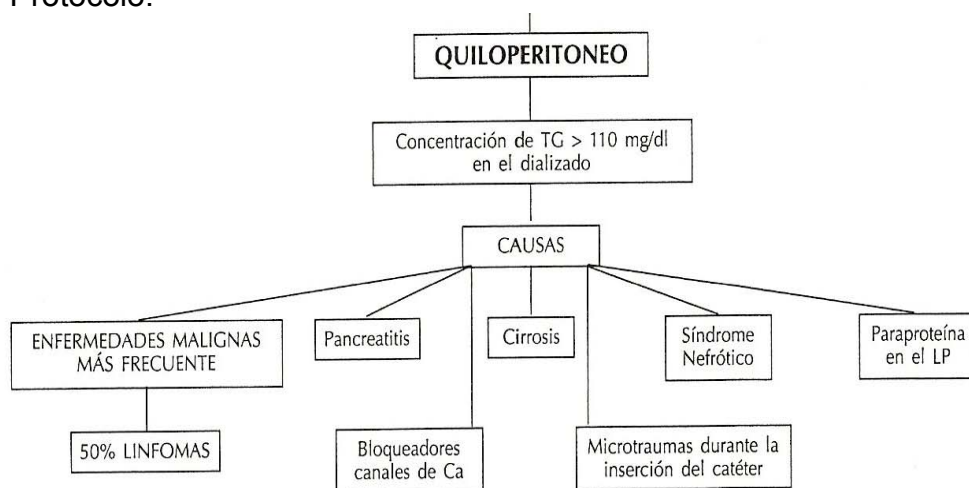 Protocolo:
QUILOPERITONEO
Concentración de TG > 110 mg/dl
en el dializado
CAUSAS
ENFERMEDADES MALIGNAS
MÁS FRECUENTE
Pancreatitis
Cirrosis
Síndrome
Nefrótico
Paraproteína
en el LP
50% LINFOMAS
Bloqueadores
canales de Ca
Microtraumas durante la
inserción del catéter